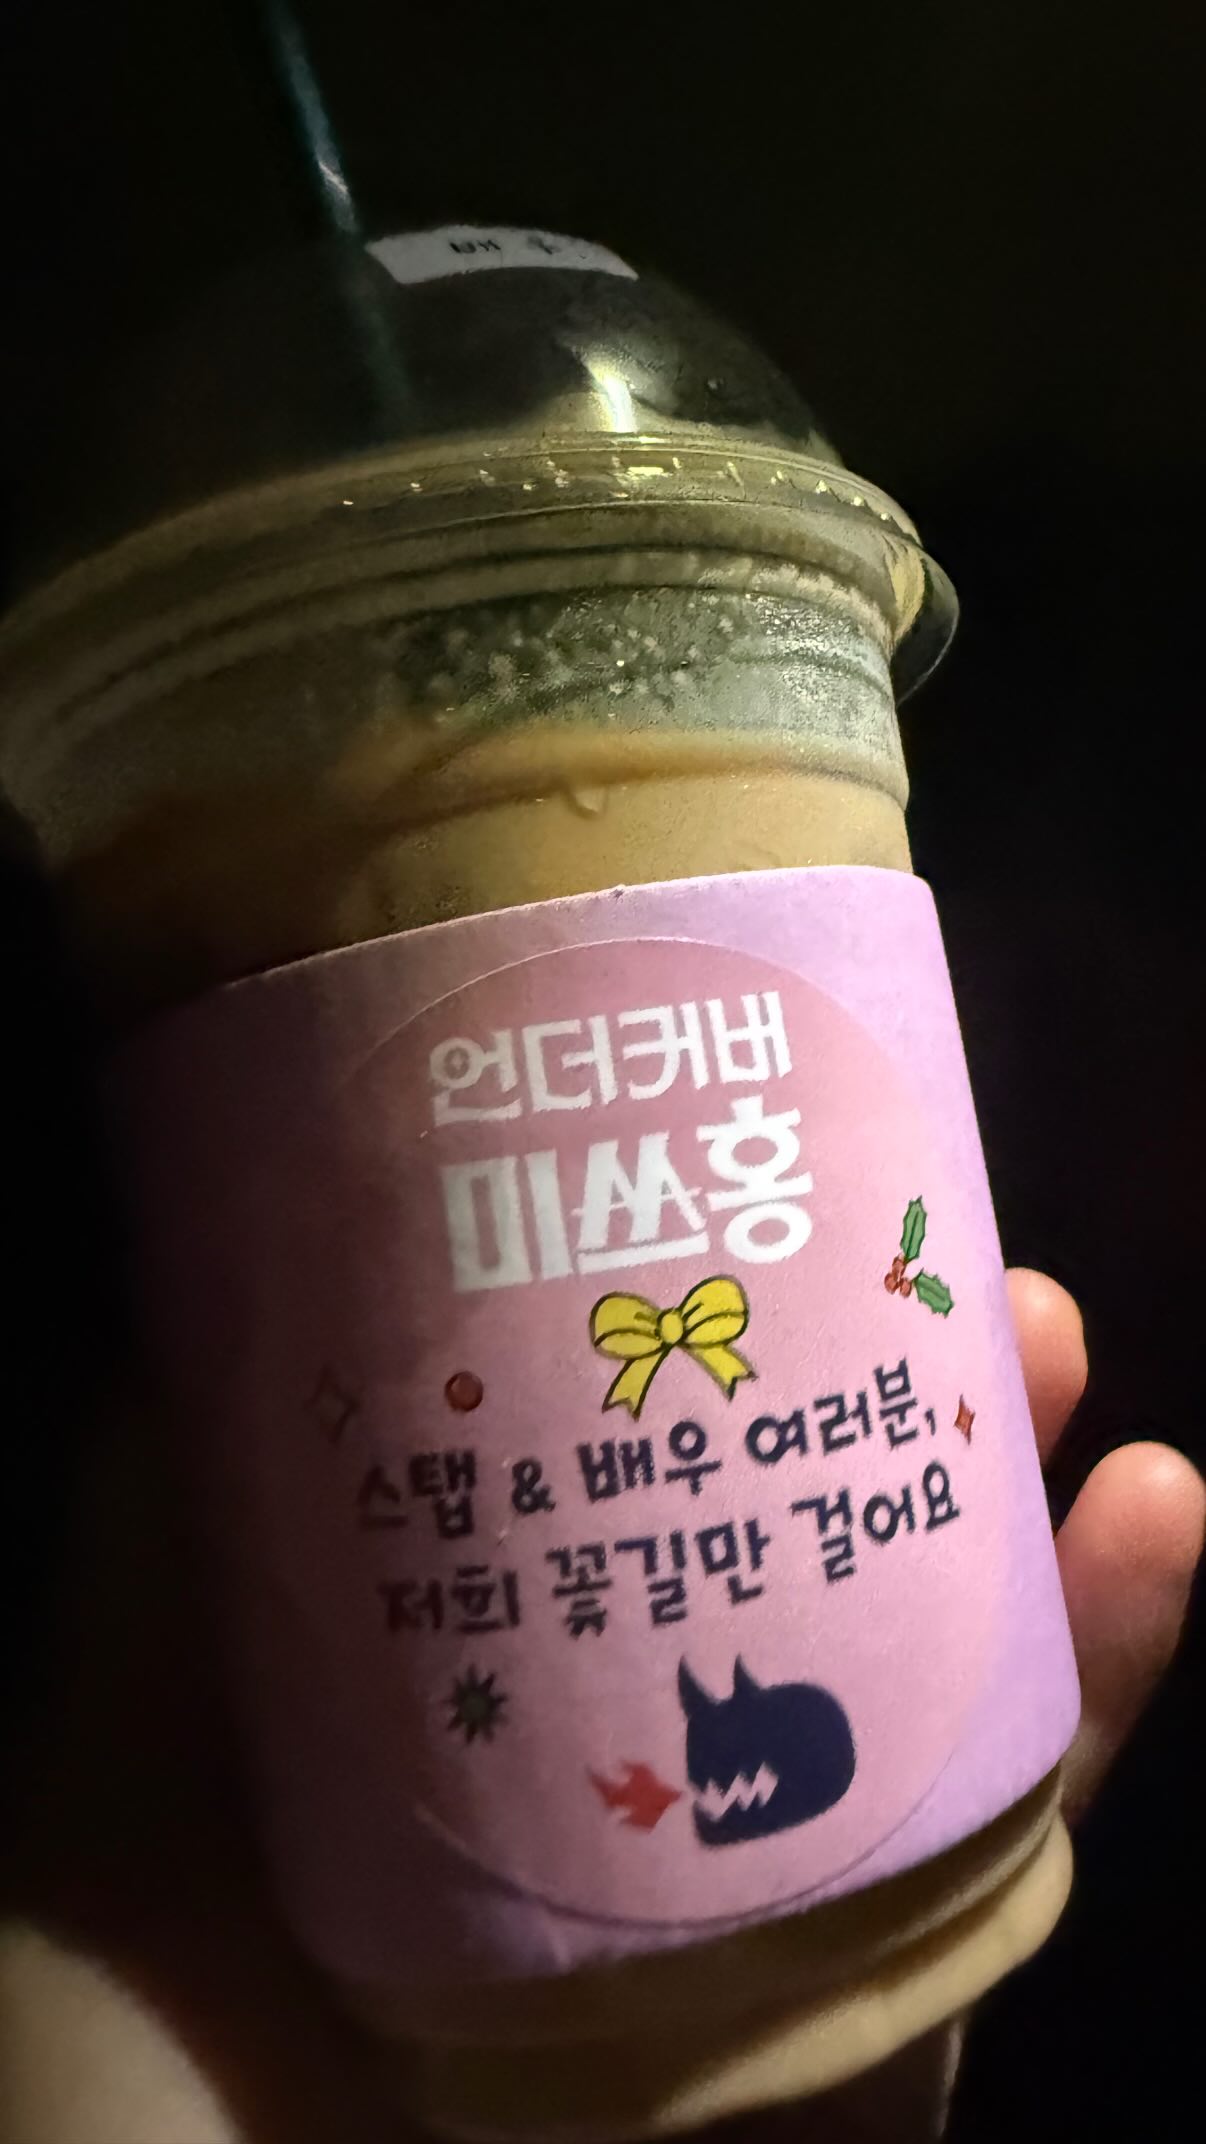 언더커버
미쓰홍
스탭 & 배우 여러분,
저희 꽃길만 걸어요